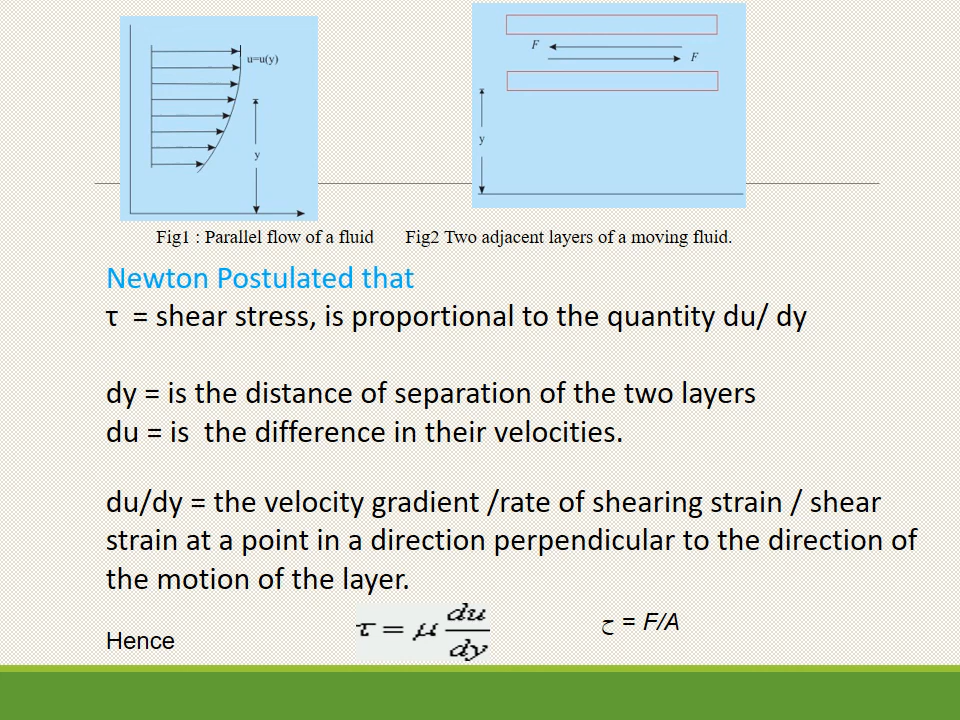 u=u(y)
y
F
F
y
Fig1 : Parallel flow of a fluid
Fig2 Two adjacent layers of a moving fluid.
Newton Postulated that
τ = shear stress, is proportional to the quantity du/ dy
dy = is the distance of separation of the two layers
du = is the difference in their velocities.
du/dy = the velocity gradient /rate of shearing strain / shear
strain at a point in a direction perpendicular to the direction of
the motion of the layer.
Hence
τ = μ du/dy
ح = F/A